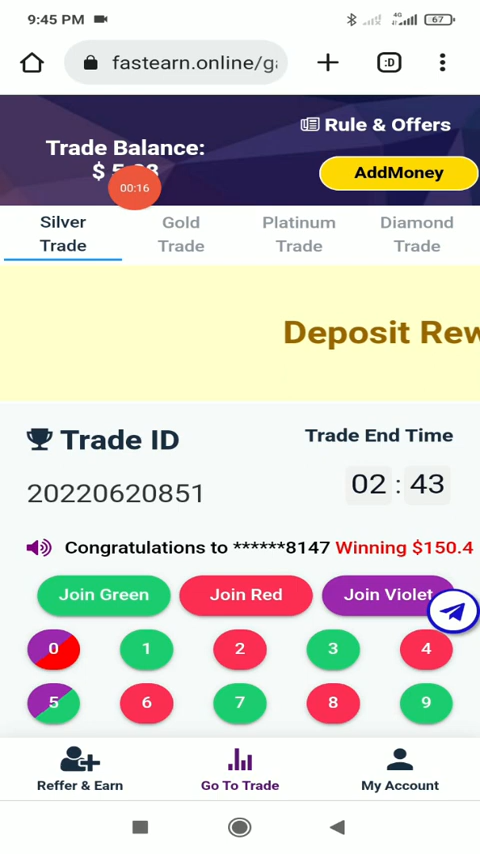 9:45 PM
4G
67
fastearn.online/g
:D
Rule & Offers
Trade Balance:
$
00:16
AddMoney
Silver Trade
Gold Trade
Platinum Trade
Diamond Trade
Deposit Rew
Trade ID
Trade End Time
20220620851
02 : 43
Congratulations to ******8147 Winning $150.4
Join Green
Join Red
Join Violet
0 1 2 3 4
5 6 7 8 9
Reffer & Earn
Go To Trade
My Account